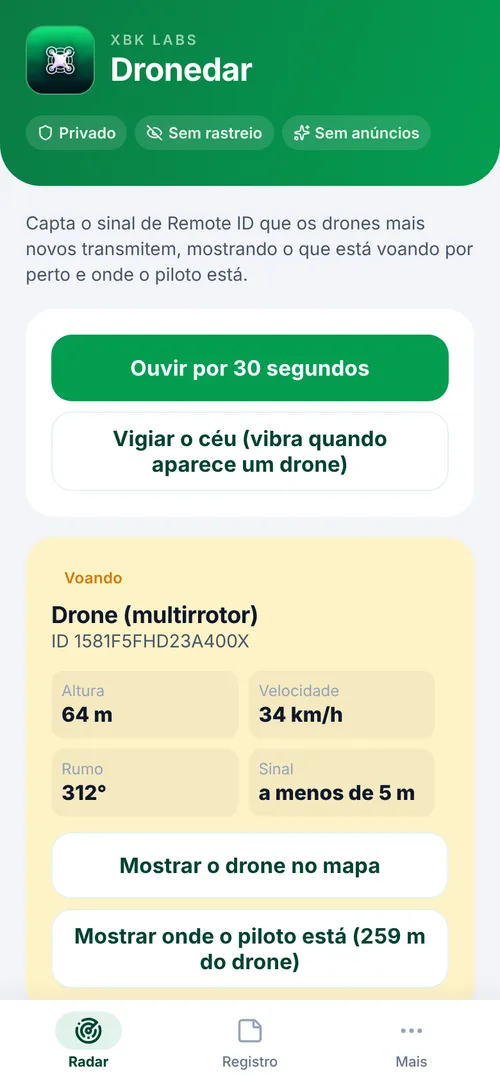 XBK LABS
Dronedar
Privado
Sem rastreio
Sem anúncios
Capta o sinal de Remote ID que os drones mais
novos transmitem, mostrando o que está voando por
perto e onde o piloto está.
Ouvir por 30 segundos
Vigiar o céu (vibra quando
aparece um drone)
Voando
Drone (multirrotor)
ID 1581F5FHD23A400X
Altura
64 m
Velocidade
34 km/h
Rumo
312°
Sinal
a menos de 5 m
Mostrar o drone no mapa
Mostrar onde o piloto está (259 m
do drone)
Radar
Registro
Mais